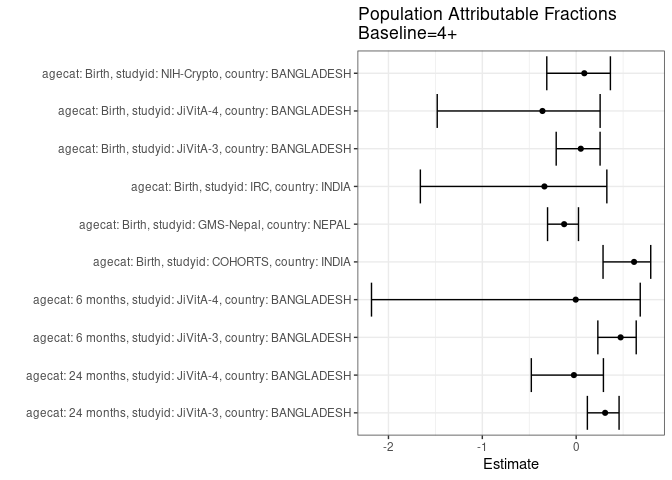 Population Attributable Fractions
Baseline=4+
agecat: Birth, studyid: NIH-Crypto, country: BANGLADESH
agecat: Birth, studyid: JiVitA-4, country: BANGLADESH
agecat: Birth, studyid: JiVitA-3, country: BANGLADESH
agecat: Birth, studyid: IRC, country: INDIA
agecat: Birth, studyid: GMS-Nepal, country: NEPAL
agecat: Birth, studyid: COHORTS, country: INDIA
agecat: 6 months, studyid: JiVitA-4, country: BANGLADESH
agecat: 6 months, studyid: JiVitA-3, country: BANGLADESH
agecat: 24 months, studyid: JiVitA-4, country: BANGLADESH
agecat: 24 months, studyid: JiVitA-3, country: BANGLADESH
-2 -1 0
Estimate